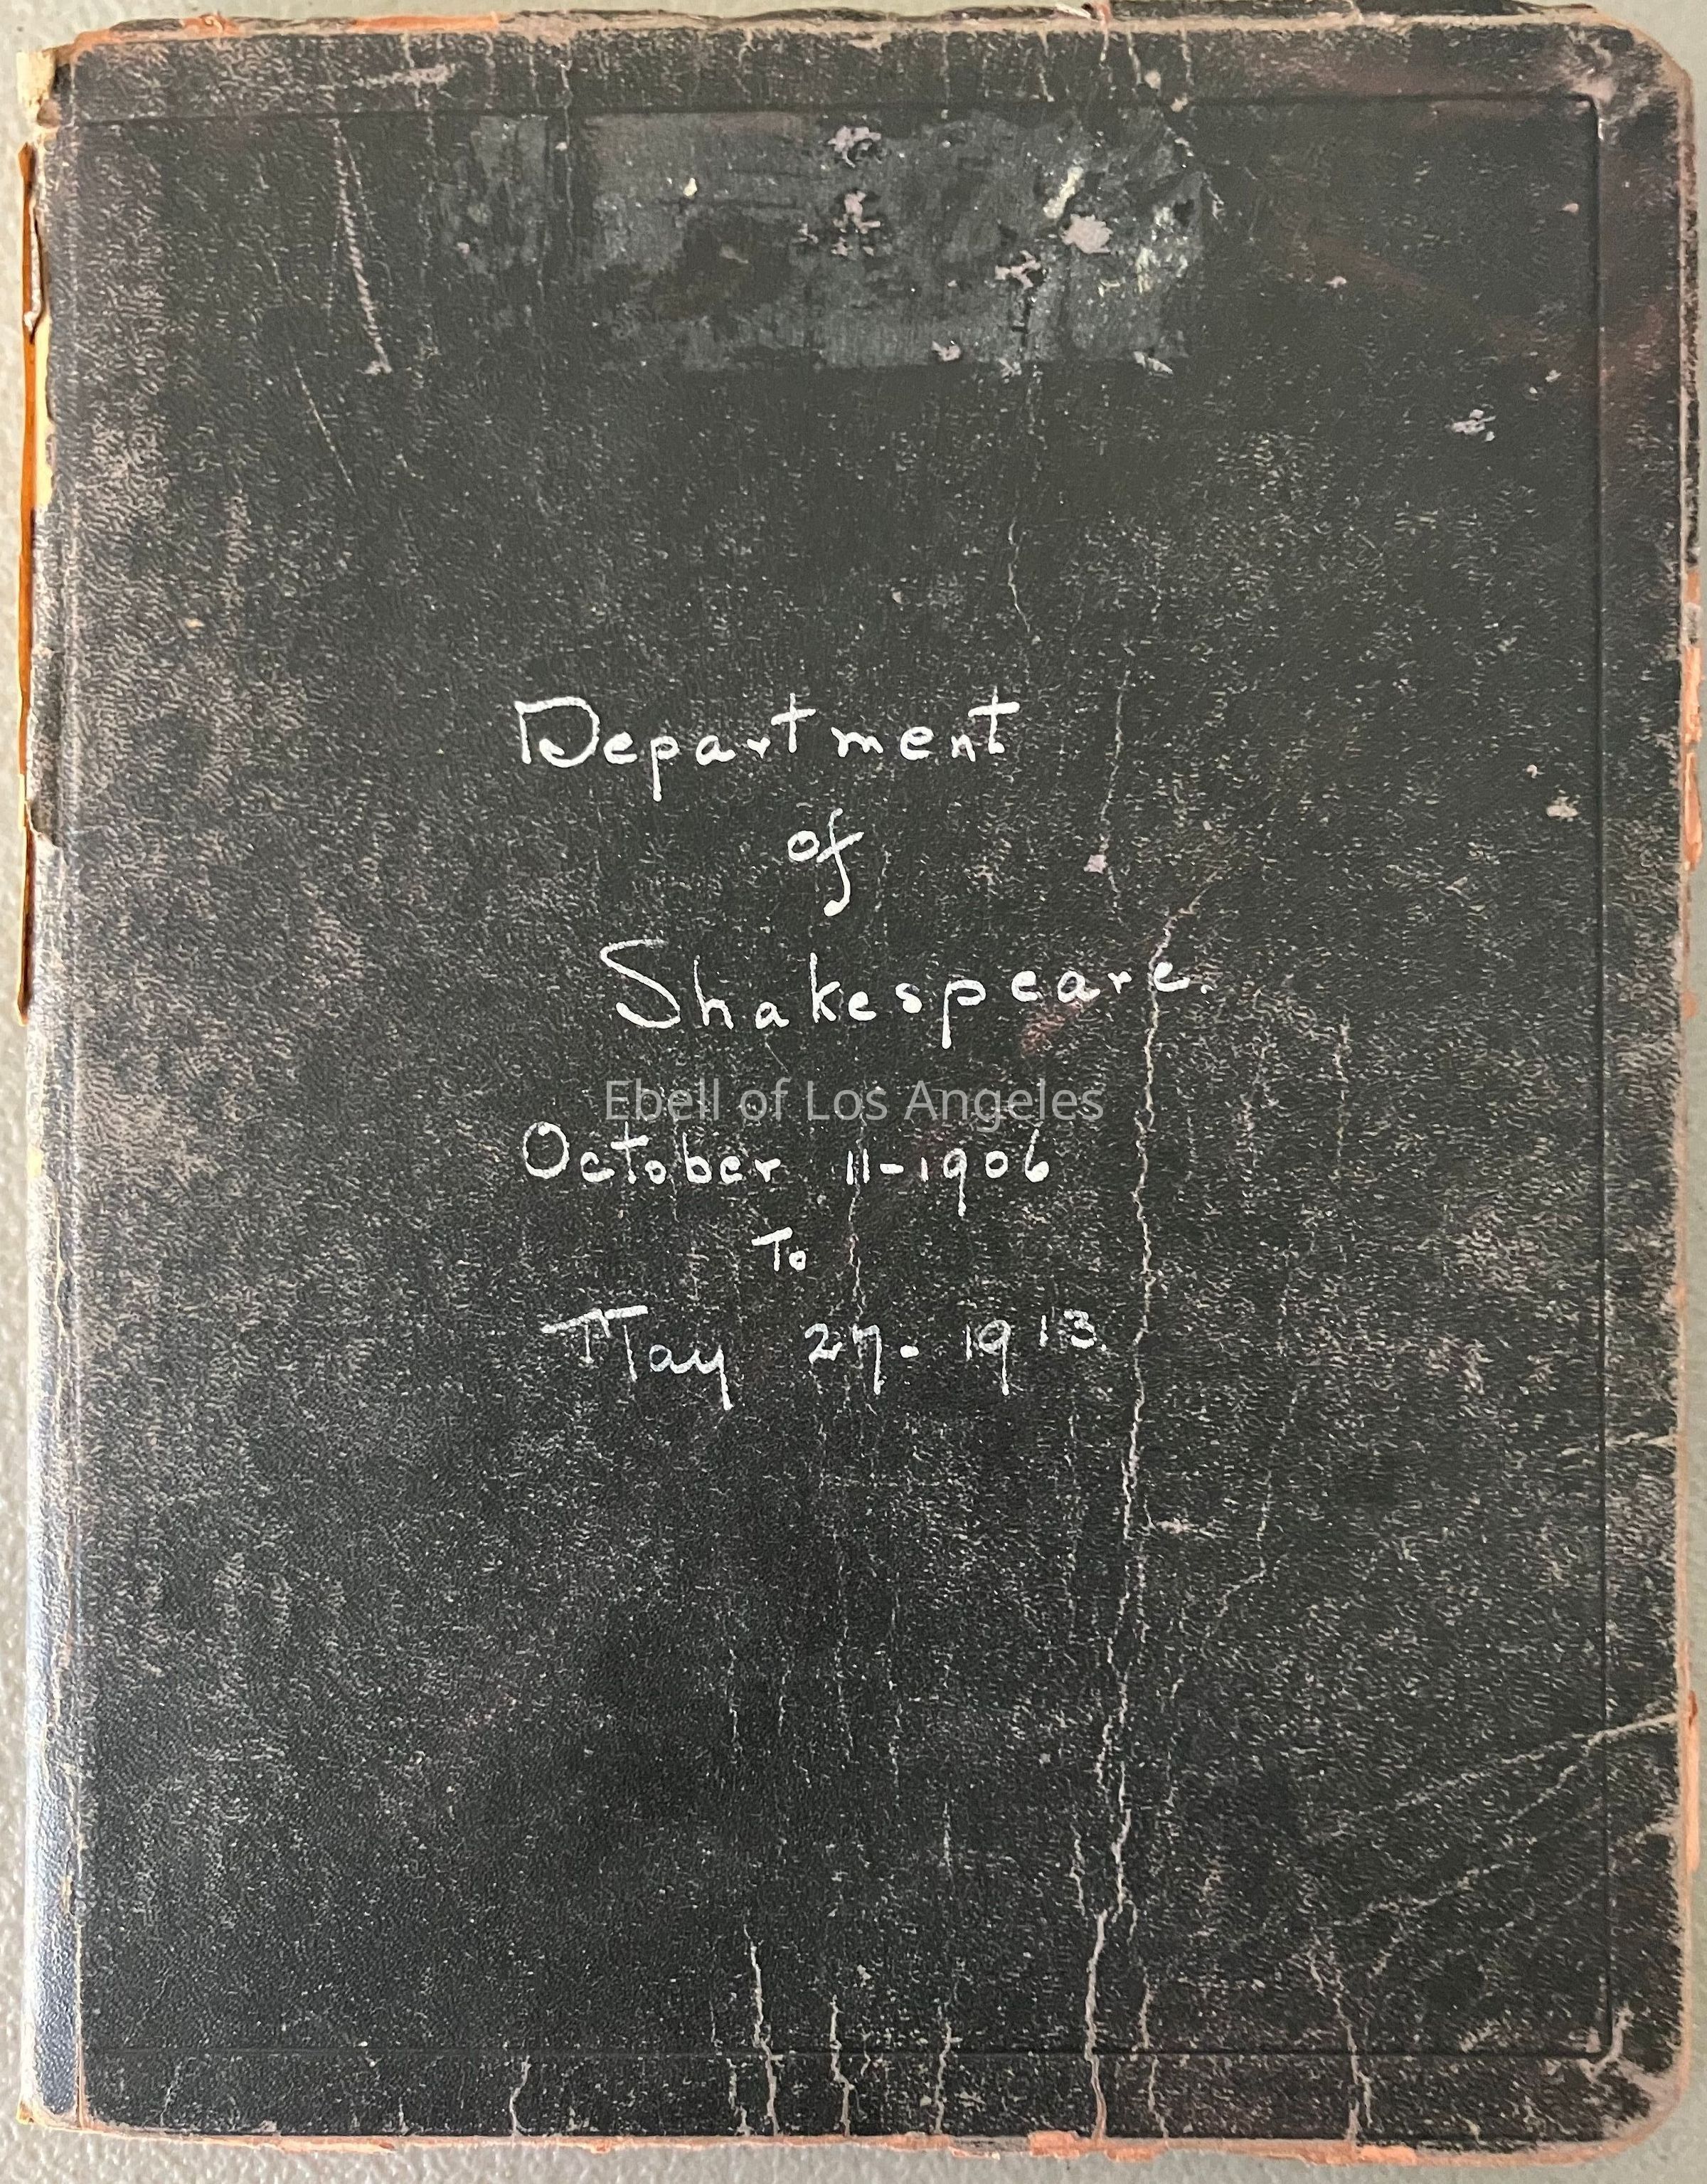 Department
of
Shakespeare.
Ebell of Los Angeles
October 11-1906
To
May 27-1913.